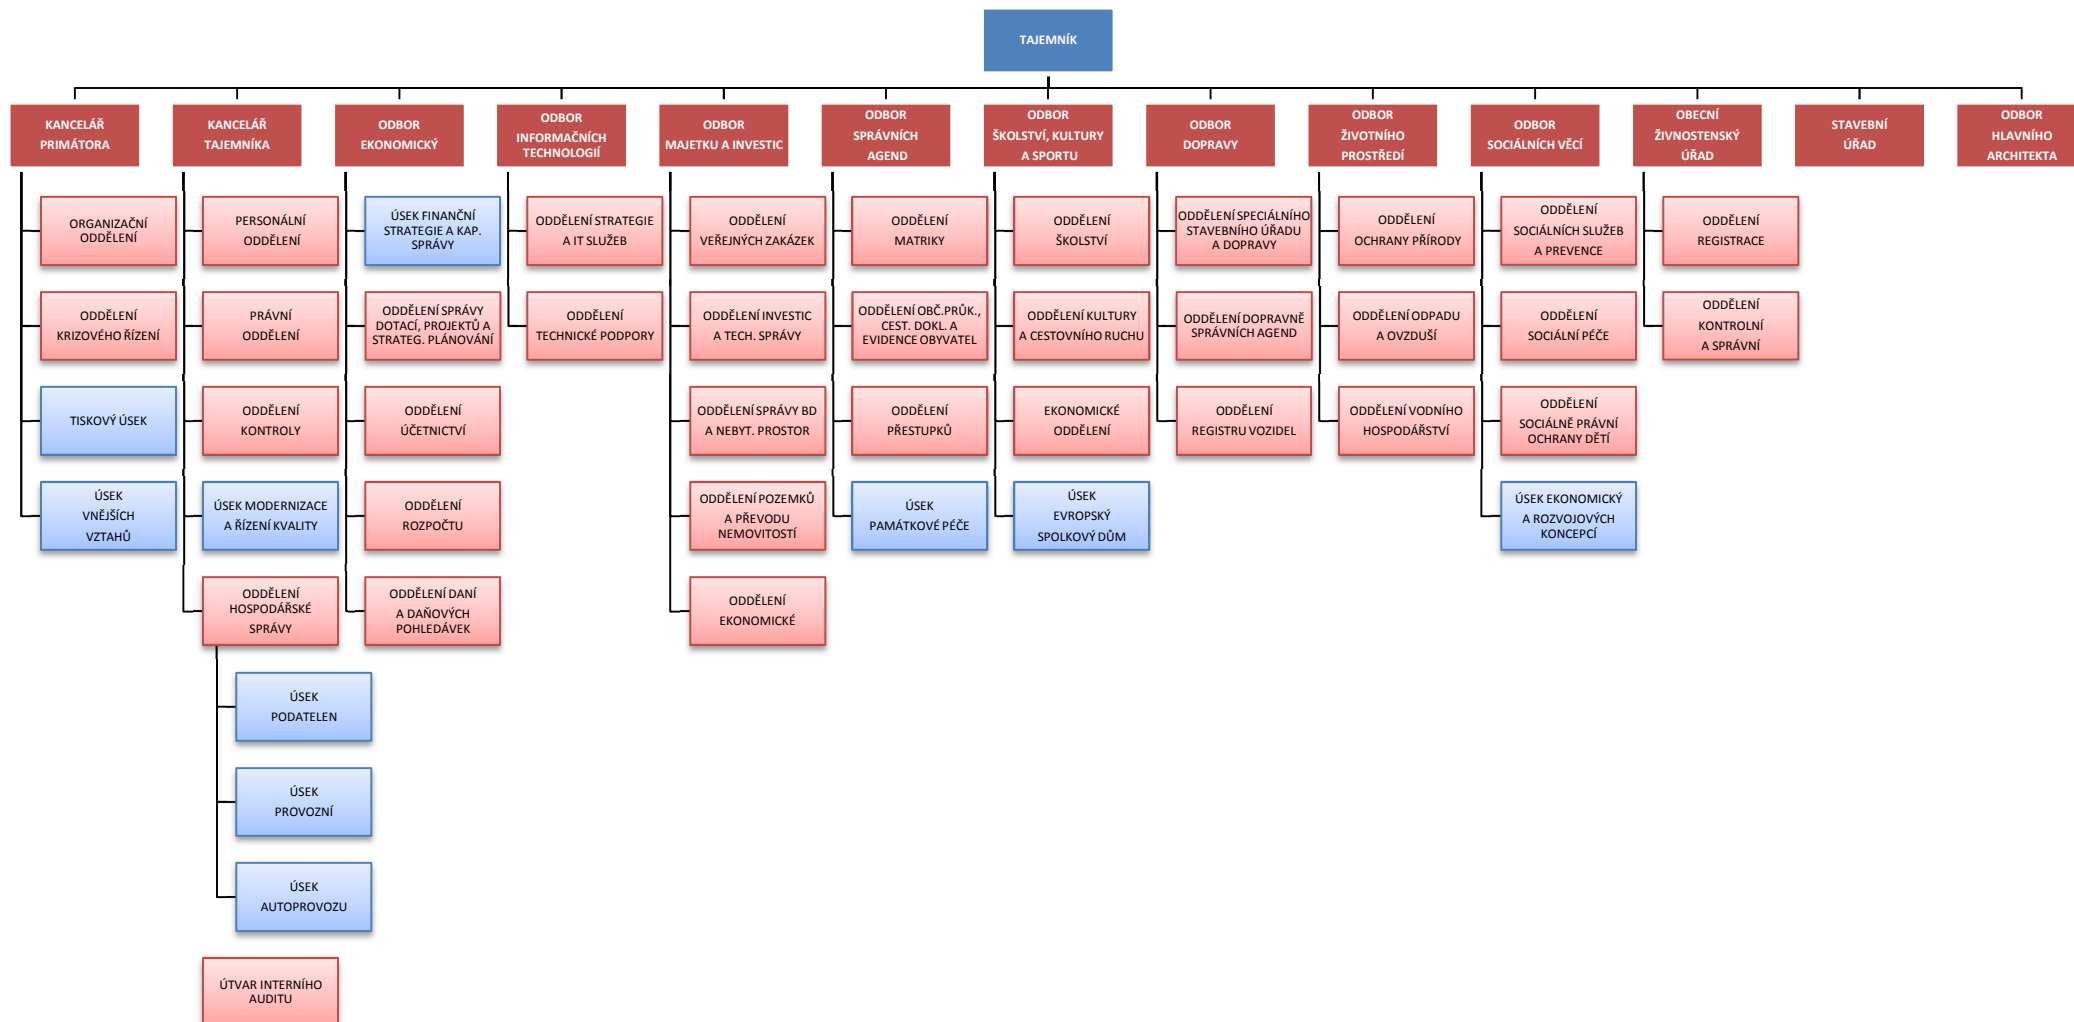 TAJEMNÍK
KANCELÁŘ
PRIMÁTORA
KANCELÁŘ
TAJEMNÍKA
ODBOR
EKONOMICKÝ
ODBOR
INFORMAČNÍCH
TECHNOLOGIÍ
ODBOR
MAJETKU A INVESTIC
ODBOR
SPRÁVNÍCH
AGEND
ODBOR
ŠKOLSTVÍ, KULTURY
A SPORTU
ODBOR
DOPRAVY
ODBOR
ŽIVOTNÍHO
PROSTŘEDÍ
ODBOR
SOCIÁLNÍCH VĚCÍ
OBECNÍ
ŽIVNOSTENSKÝ
ÚŘAD
STAVEBNÍ
ÚŘAD
ODBOR
HLAVNÍHO
ARCHITEKTA
ORGANIZAČNÍ
ODDĚLENÍ
PERSONÁLNÍ
ODDĚLENÍ
ÚSEK FINANČNÍ
STRATEGIE A KAP.
SPRÁVY
ODDĚLENÍ STRATEGIE
A IT SLUŽEB
ODDĚLENÍ
VEŘEJNÝCH ZAKÁZEK
ODDĚLENÍ
MATRIKY
ODDĚLENÍ
ŠKOLSTVÍ
ODDĚLENÍ SPECIÁLNÍHO
STAVEBNÍHO ÚŘADU
A DOPRAVY
ODDĚLENÍ
OCHRANY PŘÍRODY
ODDĚLENÍ
SOCIÁLNÍCH SLUŽEB
A PREVENCE
ODDĚLENÍ
REGISTRACE
ODDĚLENÍ
KRIZOVÉHO ŘÍZENÍ
PRÁVNÍ
ODDĚLENÍ
ODDĚLENÍ SPRÁVY
DOTACÍ, PROJEKTŮ A
STRATEG. PLÁNOVÁNÍ
ODDĚLENÍ
TECHNICKÉ PODPORY
ODDĚLENÍ INVESTIC
A TECH. SPRÁVY
ODDĚLENÍ OBČ.PRŮK.,
CEST. DOKL. A
EVIDENCE OBYVATEL
ODDĚLENÍ KULTURY
A CESTOVNÍHO RUCHU
ODDĚLENÍ DOPRAVNĚ
SPRÁVNÍCH AGEND
ODDĚLENÍ ODPADU
A OVZDUŠÍ
ODDĚLENÍ
SOCIÁLNÍ PÉČE
ODDĚLENÍ
KONTROLNÍ
A SPRÁVNÍ
TISKOVÝ ÚSEK
ODDĚLENÍ
KONTROLY
ODDĚLENÍ
ÚČETNICTVÍ
ODDĚLENÍ SPRÁVY BD
A NEBYT. PROSTOR
ODDĚLENÍ
PŘESTUPKŮ
EKONOMICKÉ
ODDĚLENÍ
ODDĚLENÍ
REGISTRU VOZIDEL
ODDĚLENÍ VODNÍHO
HOSPODÁŘSTVÍ
ODDĚLENÍ
SOCIÁLNĚ PRÁVNÍ
OCHRANY DĚTÍ
ÚSEK
VNĚJŠÍCH
VZTAHŮ
ÚSEK MODERNIZACE
A ŘÍZENÍ KVALITY
ODDĚLENÍ
ROZPOČTU
ODDĚLENÍ POZEMKŮ
A PŘEVODU
NEMOVITOSTÍ
ÚSEK
PAMÁTKOVÉ PÉČE
ÚSEK
EVROPSKÝ
SPOLKOVÝ DŮM
ÚSEK EKONOMICKÝ
A ROZVOJOVÝCH
KONCEPCÍ
ODDĚLENÍ
HOSPODÁŘSKÉ
SPRÁVY
ODDĚLENÍ DANÍ
A DAŇOVÝCH
POHLEDÁVEK
ODDĚLENÍ
EKONOMICKÉ
ÚSEK
PODATELEN
ÚSEK
PROVOZNÍ
ÚSEK
AUTOPROVOZU
ÚTVAR INTERNÍHO
AUDITU